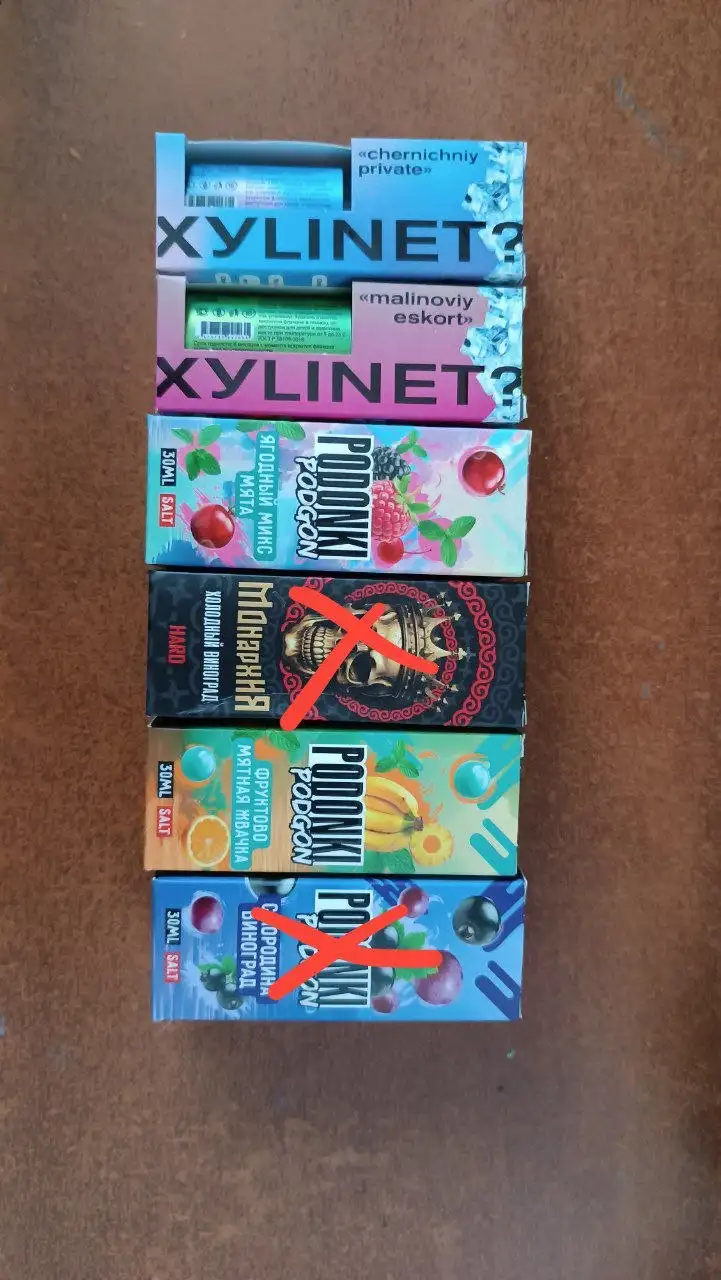 «chernichniy
private»
XYLINET?
«malinoviy
eskort»
XYLINET?
PODONKI
PODGON
ЯГОДНЫЙ МИКС
МЯТА
30ML SALT
МОНАРХИЯ
ХОЛОДНЫЙ ВИНОГРАД
HARD
PODONKI
PODGON
ФРУКТОВО
МЯТНАЯ ЖВАЧКА
30ML SALT
PODONKI
PODGON
СМОРОДИНА
ВИНОГРАД
30ML SALT